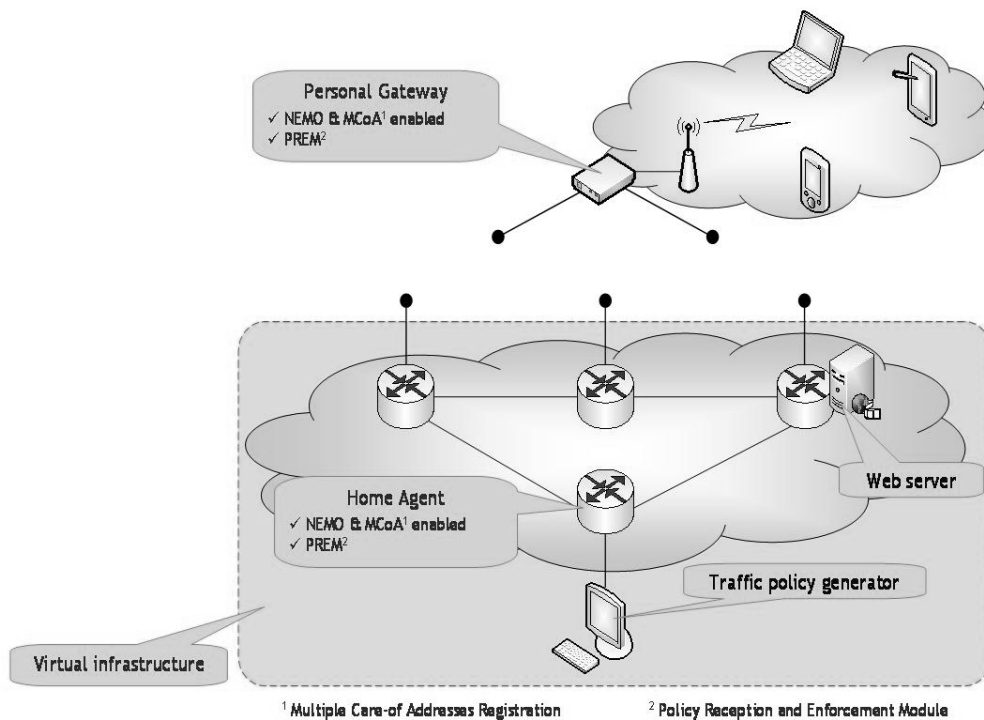 Personal Gateway
✓ NEMO & MCoA¹ enabled
✓ PREM²
Web server
Home Agent
✓ NEMO & MCoA¹ enabled
✓ PREM²
Traffic policy generator
Virtual infrastructure
¹ Multiple Care-of Addresses Registration
² Policy Reception and Enforcement Module